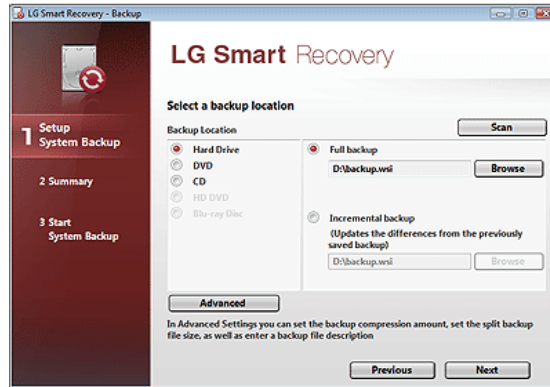 LG Smart Recovery - Backup
LG Smart Recovery
1 Setup
System Backup
2 Summary
3 Start
System Backup
Select a backup location
Backup Location
Scan
Hard Drive
DVD
CD
HD DVD
Blu-ray Disc
Full backup
D:\backup.wsi
Browse
Incremental backup
(Updates the differences from the previously
saved backup)
D:\backup.wsi
Browse
Advanced
In Advanced Settings you can set the backup compression amount, set the split backup
file size, as well as enter a backup file description
Previous
Next